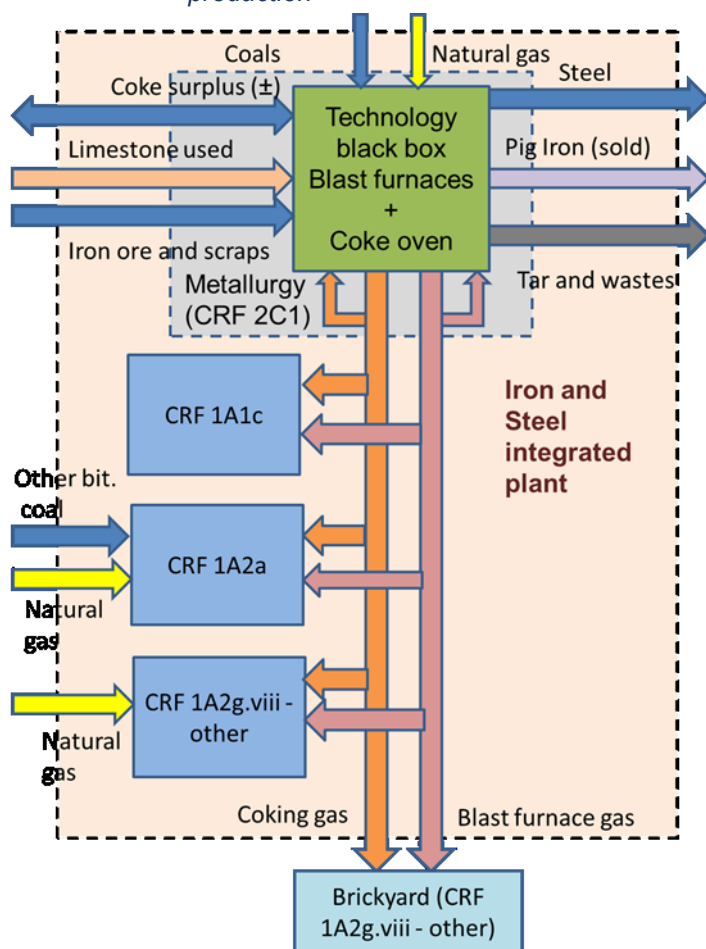 production
Coals
Natural gas
Steel
Coke surplus (±)
Technology
black box
Blast furnaces
+
Coke oven
Pig Iron (sold)
Limestone used
Iron ore and scraps
Tar and wastes
Metallurgy
(CRF 2C1)
CRF 1A1c
Iron and
Steel
integrated
plant
Other bit.
coal
CRF 1A2a
Natural
gas
CRF 1A2g.viii -
other
Natural
gas
Coking gas
Blast furnace gas
Brickyard (CRF
1A2g.viii - other)